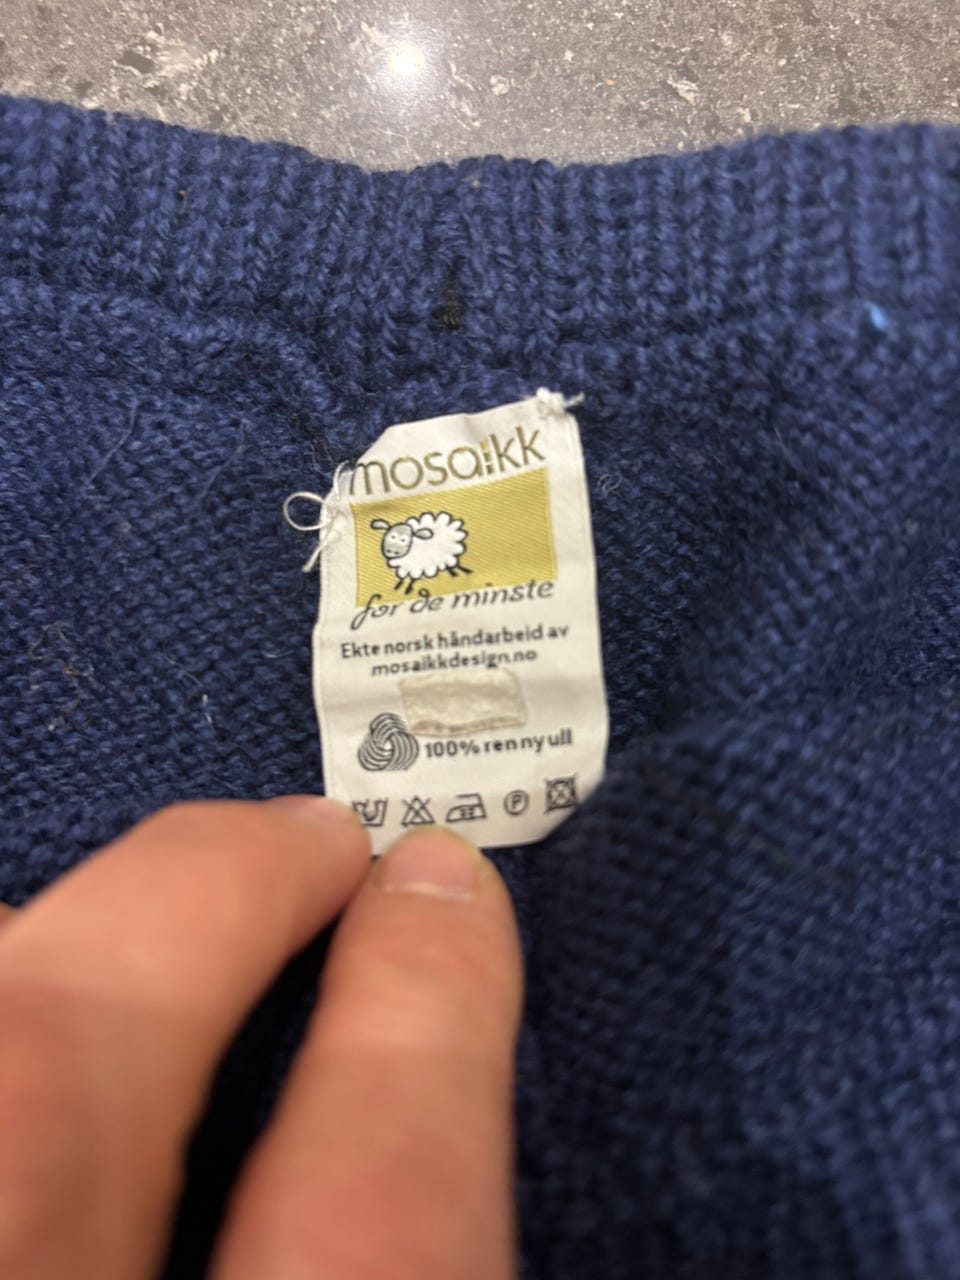 mosaikk
for de minste
Ekte norsk håndarbeid av
mosaikkdesign.no
100% ren ny ull
P